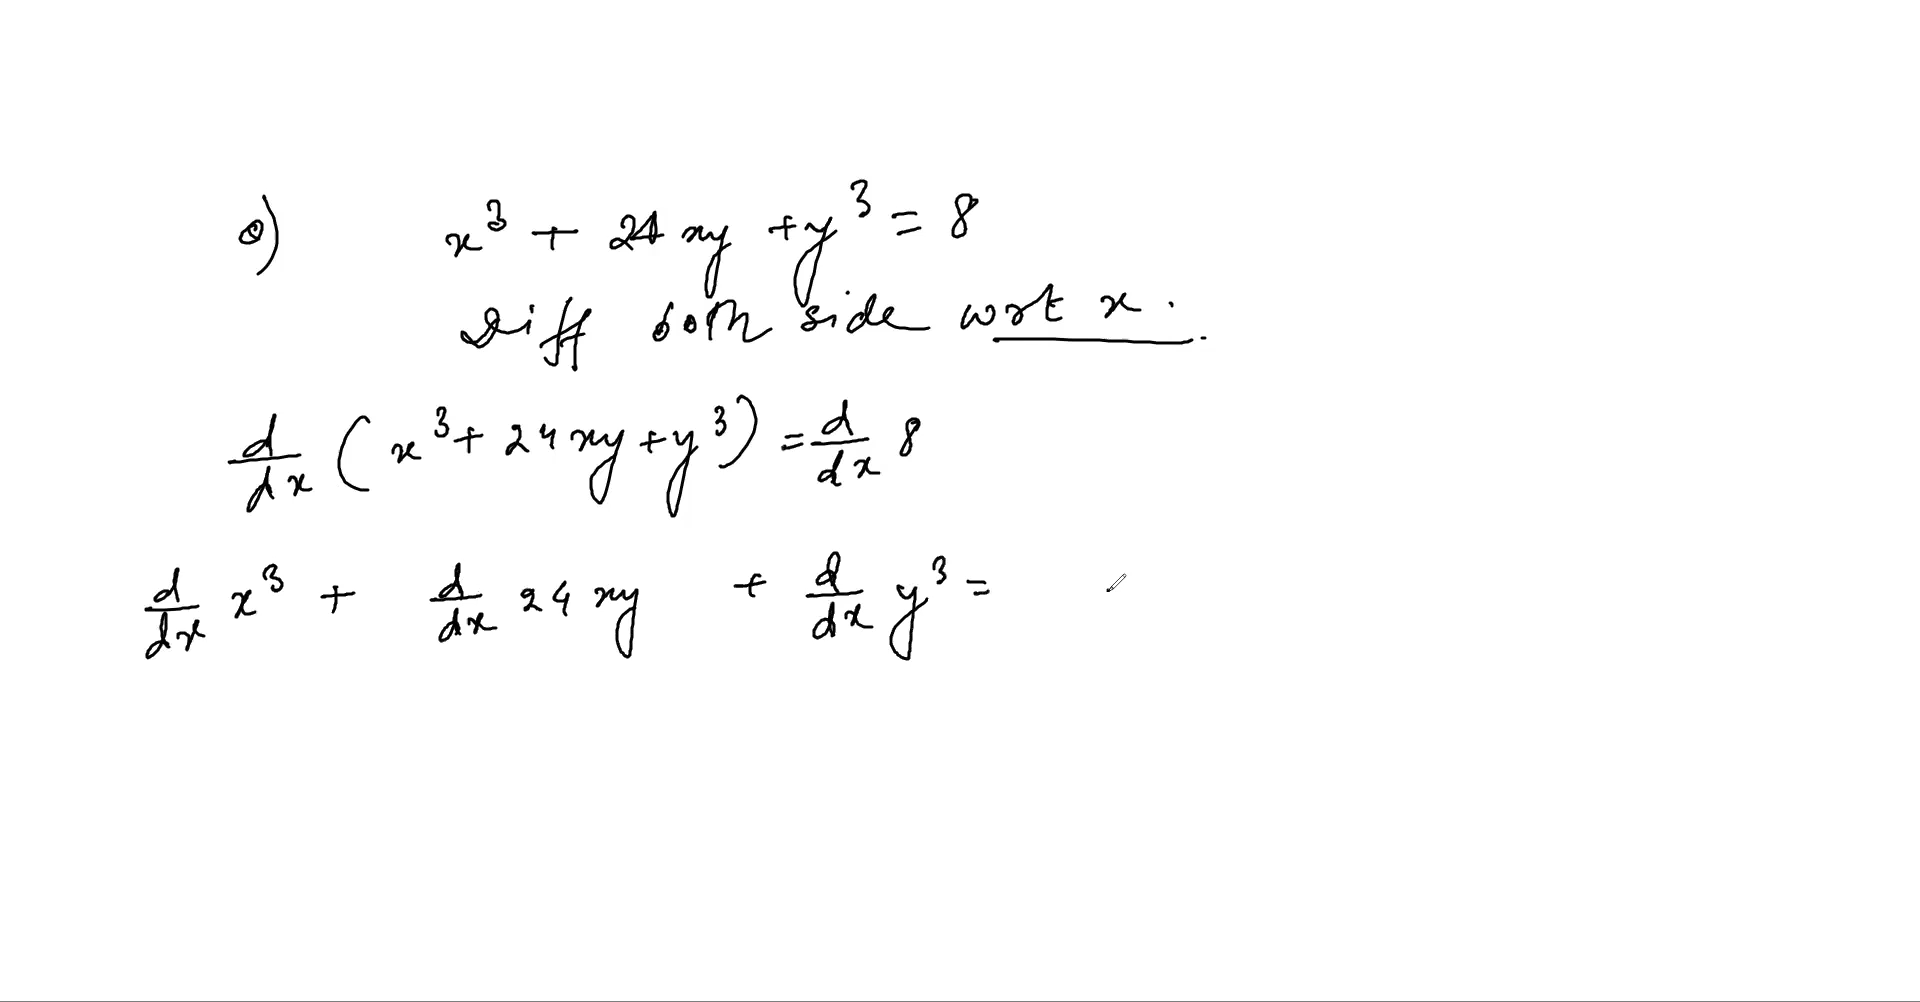 Q) x³ + 24 xy + y³ = 8
Diff both side wrt x.
d/dx (x³ + 24 xy + y³) = d/dx 8
d/dx x³ + d/dx 24 xy + d/dx y³ =